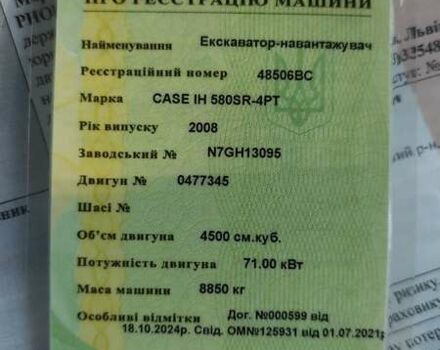 ПРО РЕЄСТРАЦІЮ МАШИНИ
Найменування Екскаватор-навантажувач
Реєстраційний номер 48506ВС
Марка CASE IH 580SR-4PT
Рік випуску 2008
Заводський № N7GH13095
Двигун № 0477345
Шасі №
Об'єм двигуна 4500 см.куб.
Потужність двигуна 71.00 кВт
Маса машини 8850 кг
Особливі відмітки Дог. №000599 від
18.10.2024р. Свід. ОМ№125931 від 01.07.2021р